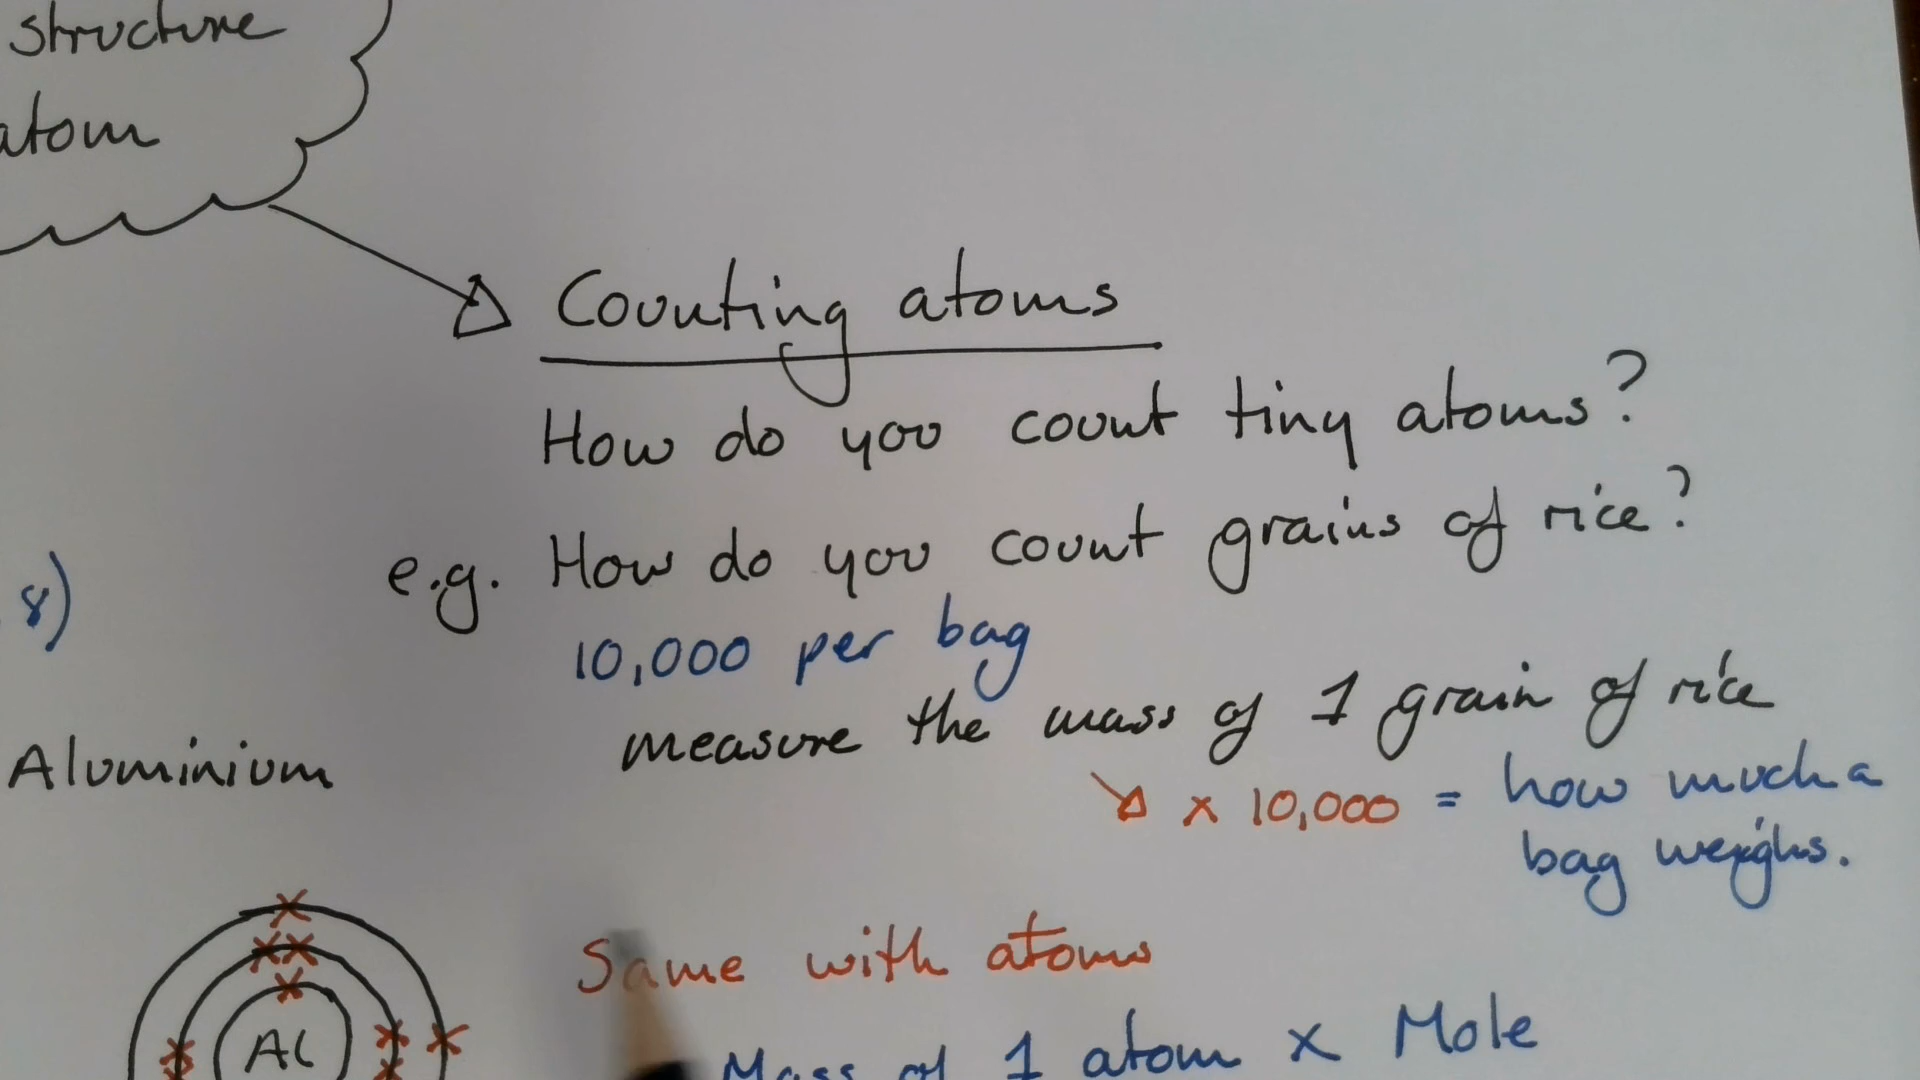 structure
atom
Counting atoms
How do you count tiny atoms?
e.g. How do you count grains of rice?
8)
10,000 per bag
measure the mass of 1 grain of rice
Aluminium
x 10,000 = how much a
bag weighs.
Same with atoms
Al
Mass of 1 atom x Mole